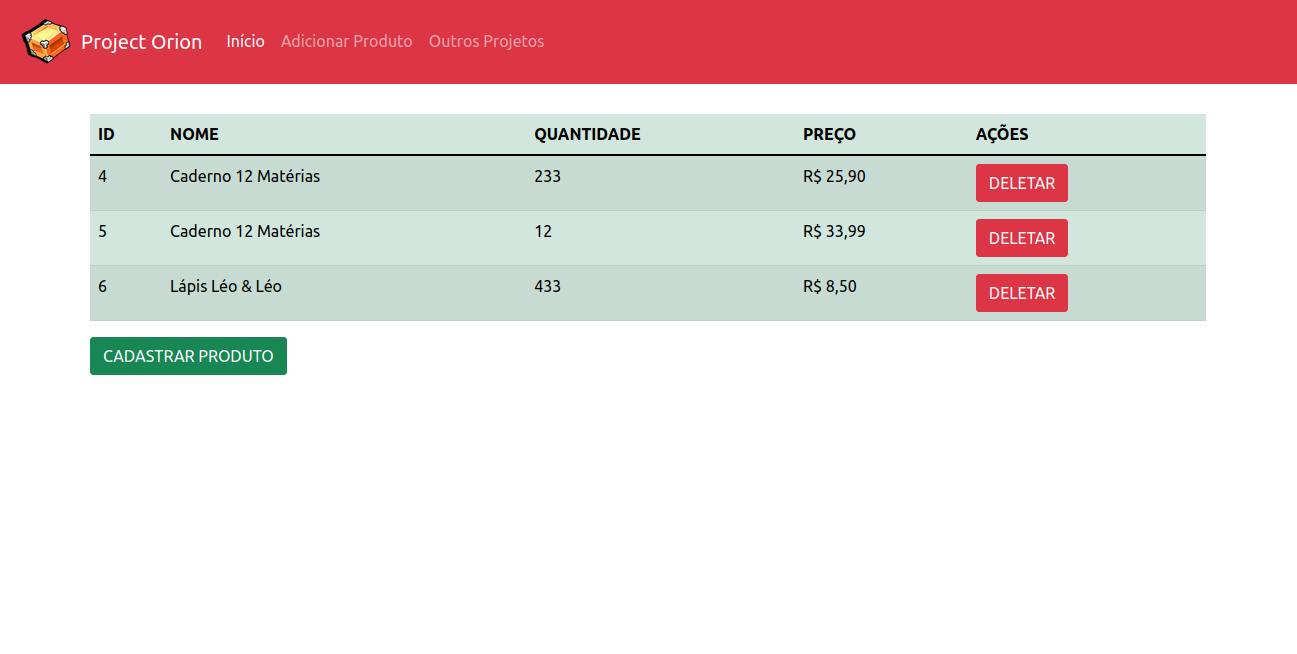 Project Orion Início Adicionar Produto Outros Projetos
ID NOME QUANTIDADE PREÇO AÇÕES
4 Caderno 12 Matérias 233 R$ 25,90 DELETAR
5 Caderno 12 Matérias 12 R$ 33,99 DELETAR
6 Lápis Léo & Léo 433 R$ 8,50 DELETAR
CADASTRAR PRODUTO